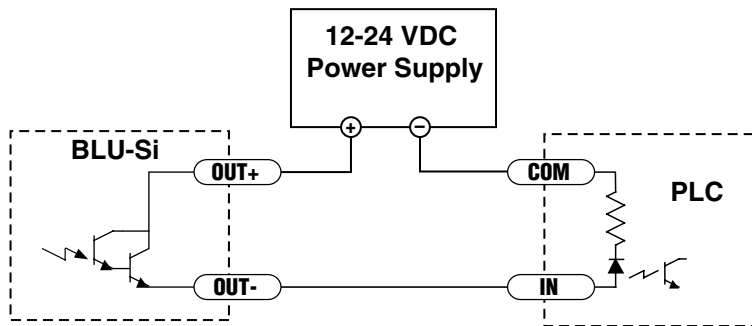 12-24 VDC
Power Supply
+ −
BLU-Si
OUT+
COM
PLC
OUT-
IN